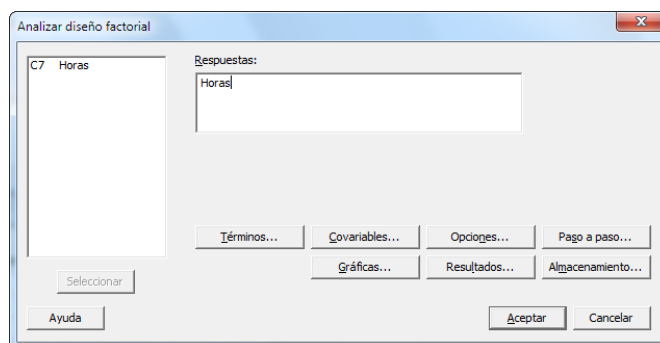 Analizar diseño factorial
C7 Horas
Respuestas:
Horas
Términos...
Covariables...
Opciones...
Paso a paso...
Gráficas...
Resultados...
Almacenamiento...
Seleccionar
Ayuda
Aceptar
Cancelar